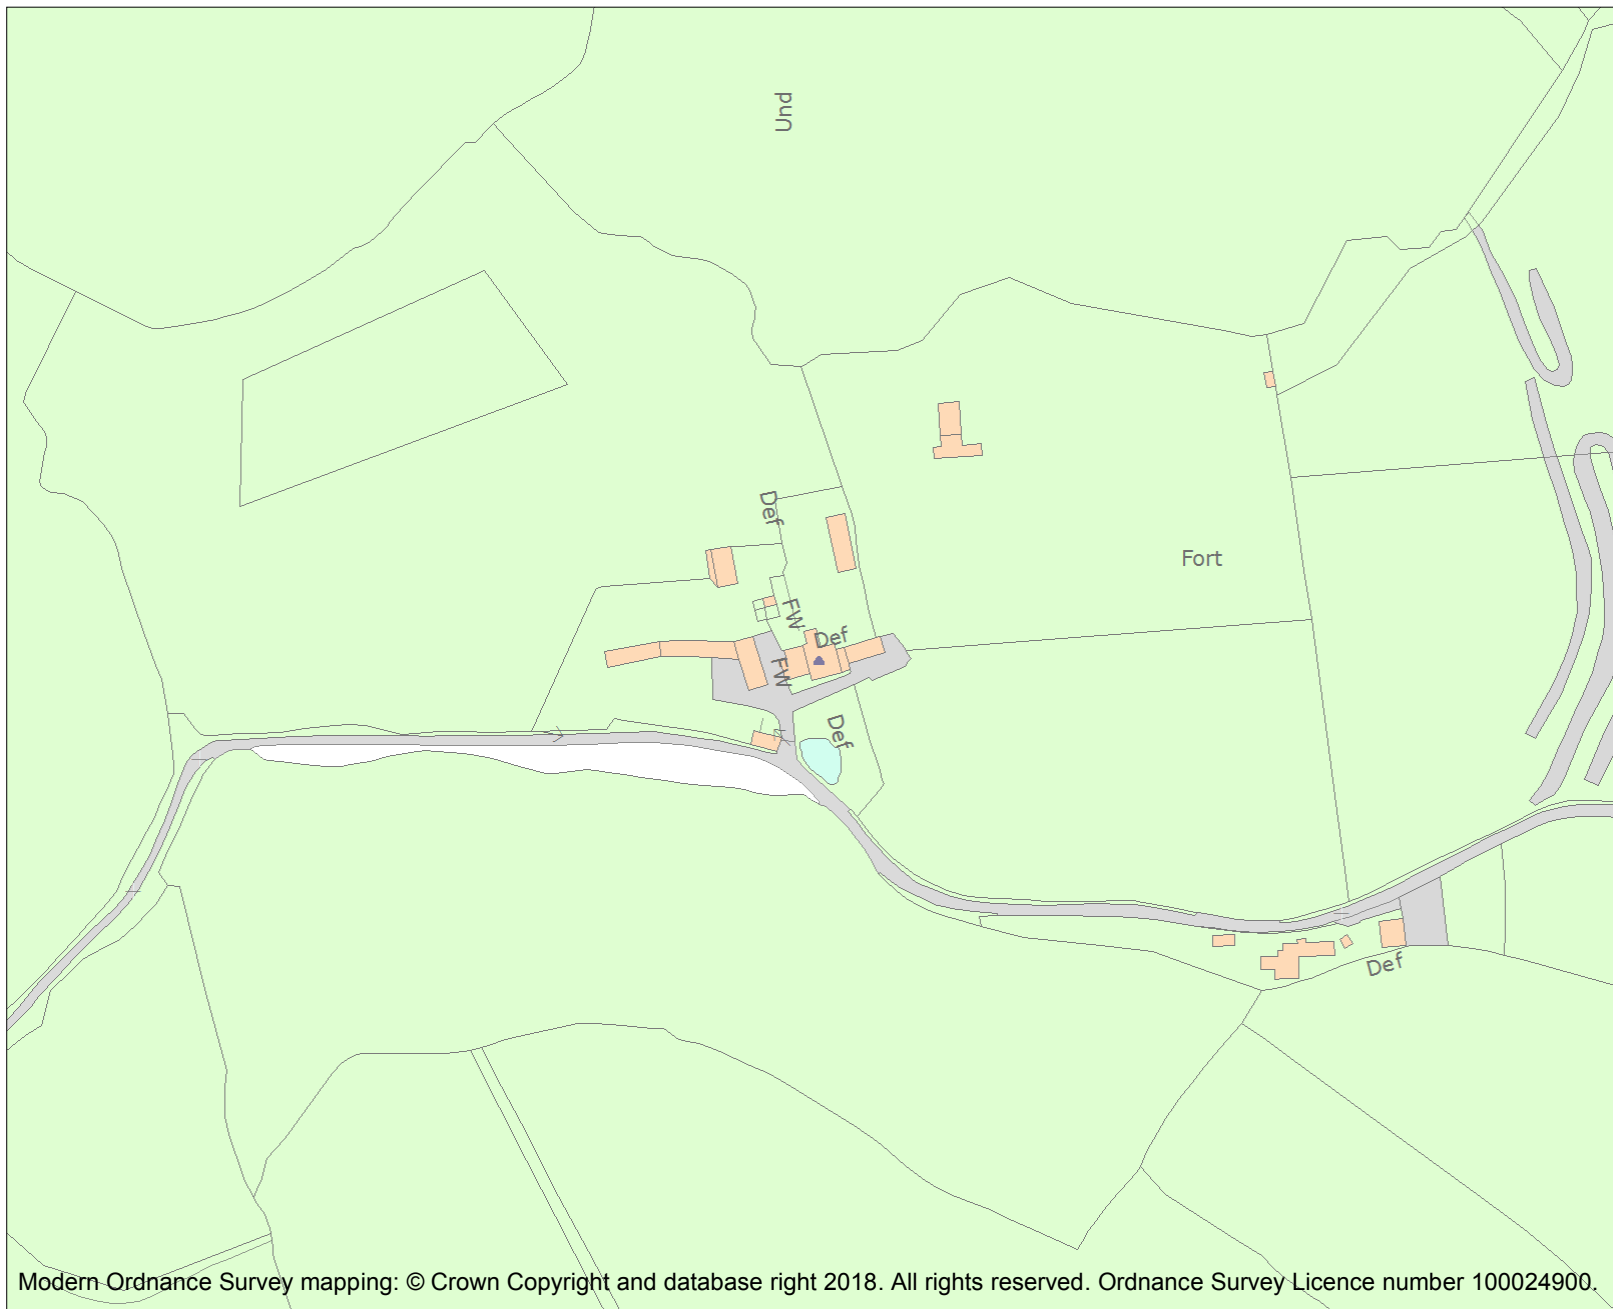 Und
Def
Fort
FW
Def
FW
Def
Def
Modern Ordnance Survey mapping: © Crown Copyright and database right 2018. All rights reserved. Ordnance Survey Licence number 100024900.